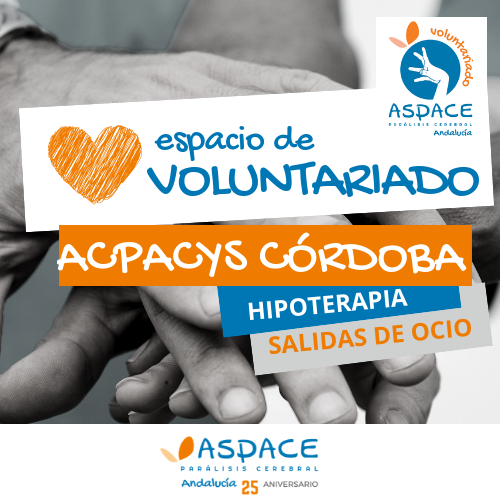 voluntariado
ASPACE
PARÁLISIS CEREBRAL
Andalucía
espacio de
VOLUNTARIADO
ACPACYS CÓRDOBA
HIPOTERAPIA
SALIDAS DE OCIO
ASPACE
PARÁLISIS CEREBRAL
Andalucía 25 ANIVERSARIO